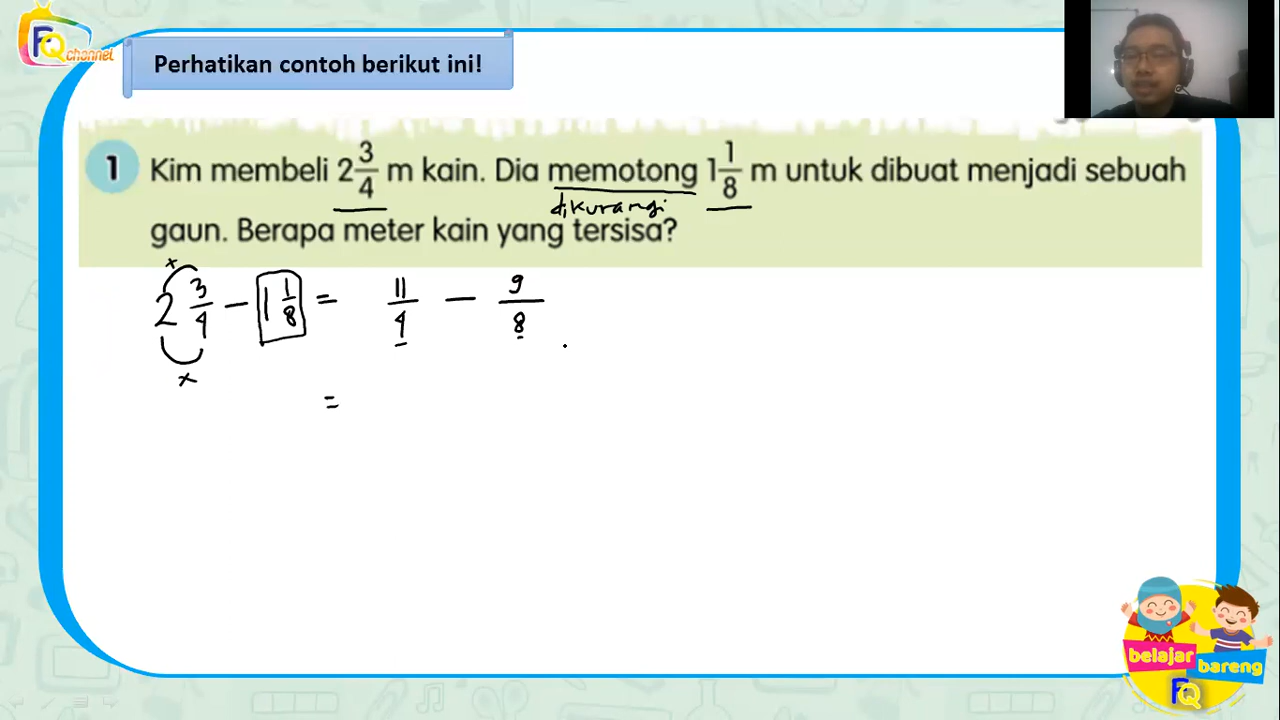 FQ channel
Perhatikan contoh berikut ini!
1 Kim membeli 2 3/4 m kain. Dia memotong 1 1/8 m untuk dibuat menjadi sebuah
dikurangi
gaun. Berapa meter kain yang tersisa?
2 3/4 − 1 1/8 = 11/4 − 9/8
+
×
=
belajar
bareng
FQ